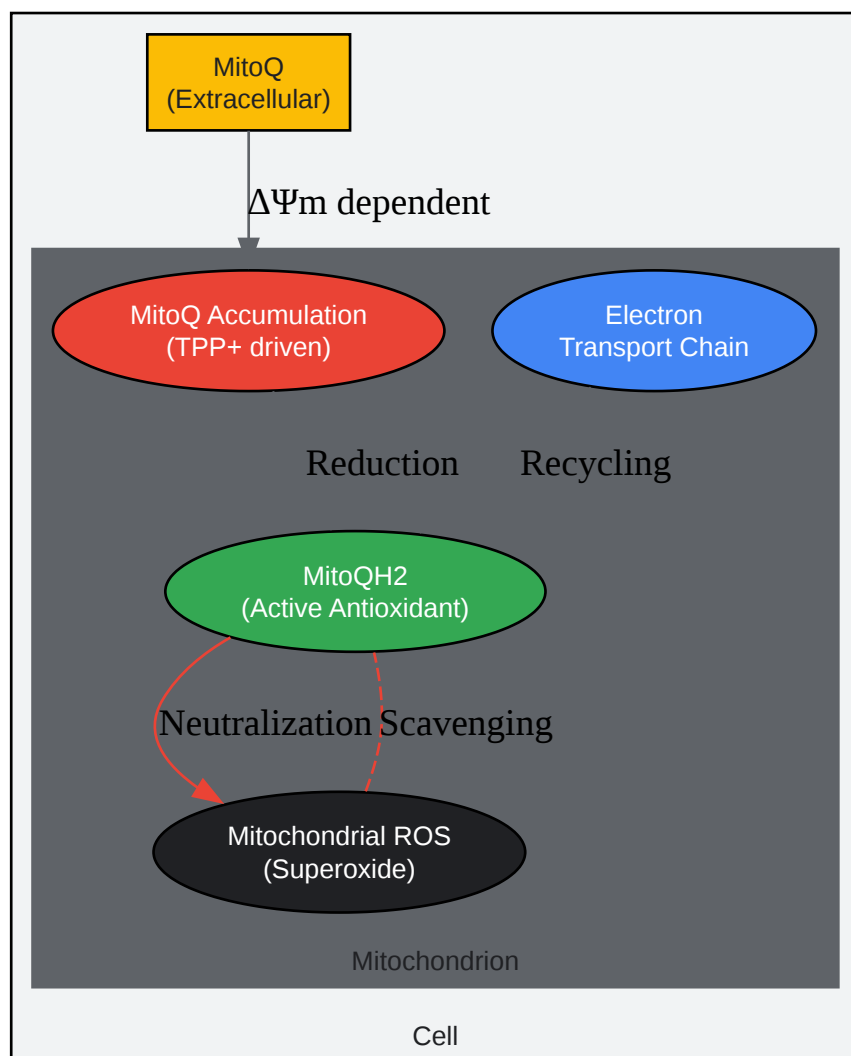 MitoQ
(Extracellular)
ΔΨm dependent
MitoQ Accumulation
(TPP+ driven)
Electron
Transport Chain
Reduction
Recycling
MitoQH2
(Active Antioxidant)
Neutralization
Scavenging
Mitochondrial ROS
(Superoxide)
Mitochondrion
Cell